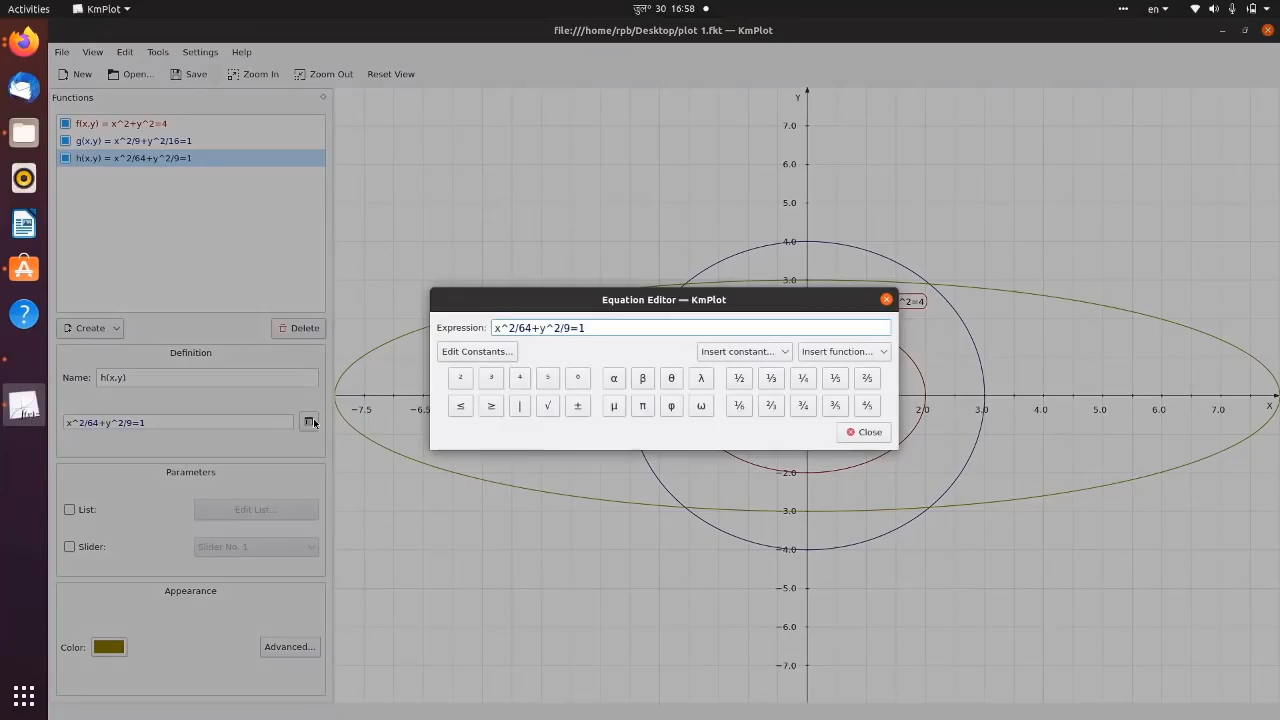 Activities KmPlot जुल॰ 30 16:58 en
file:///home/rpb/Desktop/plot 1.fkt — KmPlot
File View Edit Tools Settings Help
New Open... Save Zoom In Zoom Out Reset View
Functions
f(x,y) = x^2+y^2=4
g(x,y) = x^2/9+y^2/16=1
h(x,y) = x^2/64+y^2/9=1
Create Delete
Definition
Name: h(x,y)
x^2/64+y^2/9=1
Parameters
List: Edit List...
Slider: Slider No. 1
Appearance
Color: Advanced...
Y
7.0
6.0
5.0
4.0
3.0
^2=4
−7.5 −6.5 2.0 3.0 4.0 5.0 6.0 7.0 X
−2.0
−3.0
−4.0
−5.0
−6.0
−7.0
Equation Editor — KmPlot
Expression: x^2/64+y^2/9=1
Edit Constants... Insert constant... Insert function...
² ³ ⁴ ⁵ ⁶ α β θ λ ½ ⅓ ¼ ⅕ ⅖
≤ ≥ | √ ± μ π φ ω ⅙ ⅔ ¾ ⅗ ⅘
Close